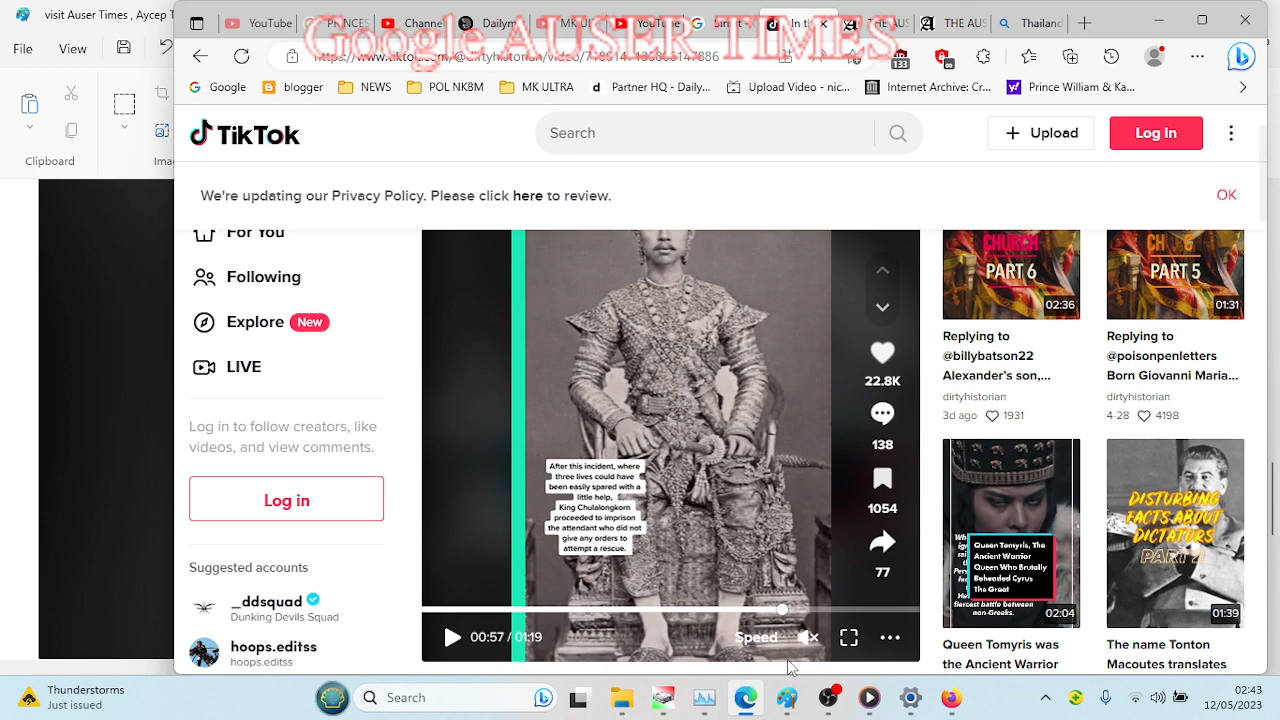 vid.Auser Times,
PRINCES
Channel
Daily
MK UL
YouTube
THE AUS
THE AUS
Thailand
Google AUSER TIMES
File
View
133
Google
blogger
NEWS
POL NKBM
MK ULTRA
Partner HQ - Daily...
Upload Video - nic...
Internet Archive: Cr...
Prince William & Ka...
Clipboard
TikTok
Search
Upload
Log in
We're updating our Privacy Policy. Please click here to review.
OK
For You
Following
Explore
New
LIVE
Log in to follow creators, like
videos, and view comments.
Log in
Suggested accounts
_ddsquad
Dunking Devils Squad
hoops.editss
hoops.editss
After this incident, where
three lives could have
been easily spared with a
little help,
King Chulalongkorn
proceeded to imprison
the attendant who did not
give any orders to
attempt a rescue.
22.8K
138
1054
77
00:57 / 01:19
Speed
CHURCH
PART 6
02:36
Replying to
@billybatson22
Alexander's son,...
dirtyhistorian
3d ago
1931
PART 5
01:31
Replying to
@poisonpenletters
Born Giovanni Maria...
dirtyhistorian
4-28
4198
Queen Tomyris, The
Ancient Warrior
Queen Who Brutally
Beheaded Cyrus
The Great
02:04
Queen Tomyris was
the Ancient Warrior
DISTURBING
FACTS ABOUT
DICTATORS
01:39
The name Tonton
Macoutes translates
Thunderstorms
Just issued
Search
02:43
12/05/2023